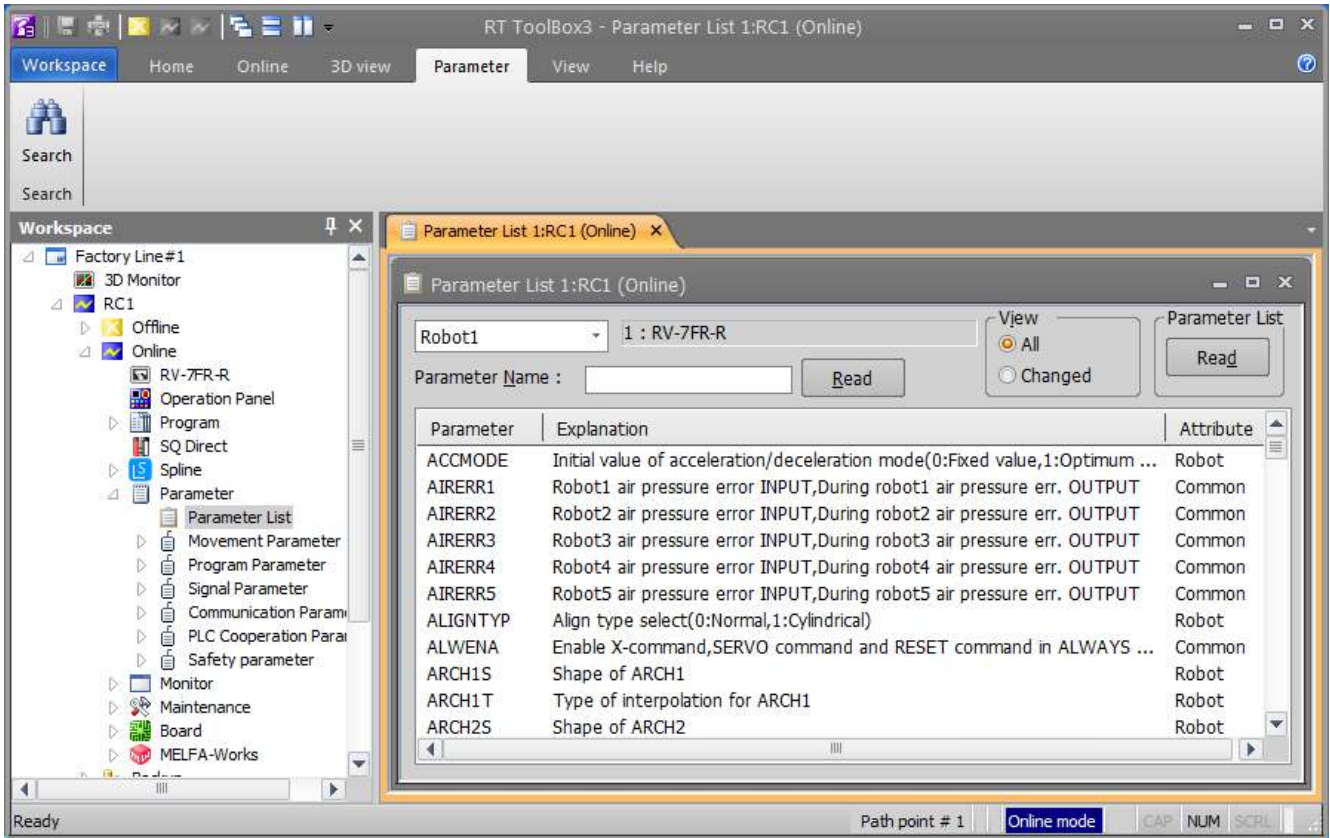 RT ToolBox3 - Parameter List 1:RC1 (Online)
Workspace Home Online 3D view Parameter View Help
Search
Search
Workspace
Factory Line#1
3D Monitor
RC1
Offline
Online
RV-7FR-R
Operation Panel
Program
SQ Direct
Spline
Parameter
Parameter List
Movement Parameter
Program Parameter
Signal Parameter
Communication Param
PLC Cooperation Para
Safety parameter
Monitor
Maintenance
Board
MELFA-Works
Parameter List 1:RC1 (Online)
Parameter List 1:RC1 (Online)
Robot1 1 : RV-7FR-R
Parameter Name : Read
View
All
Changed
Parameter List
Read
Parameter Explanation Attribute
ACCMODE Initial value of acceleration/deceleration mode(0:Fixed value,1:Optimum ... Robot
AIRERR1 Robot1 air pressure error INPUT,During robot1 air pressure err. OUTPUT Common
AIRERR2 Robot2 air pressure error INPUT,During robot2 air pressure err. OUTPUT Common
AIRERR3 Robot3 air pressure error INPUT,During robot3 air pressure err. OUTPUT Common
AIRERR4 Robot4 air pressure error INPUT,During robot4 air pressure err. OUTPUT Common
AIRERR5 Robot5 air pressure error INPUT,During robot5 air pressure err. OUTPUT Common
ALIGNTYP Align type select(0:Normal,1:Cylindrical) Robot
ALWENA Enable X-command,SERVO command and RESET command in ALWAYS ... Common
ARCH1S Shape of ARCH1 Robot
ARCH1T Type of interpolation for ARCH1 Robot
ARCH2S Shape of ARCH2 Robot
Ready Path point # 1 Online mode CAP NUM SCRL